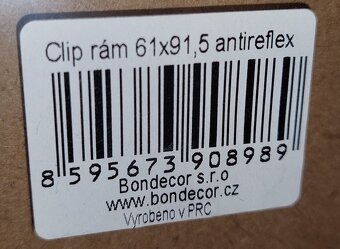 Clip rám 61x91,5 antireflex
8 595673 908989
Bondecor s.r.o
www.bondecor.cz
Vyrobeno v PRC